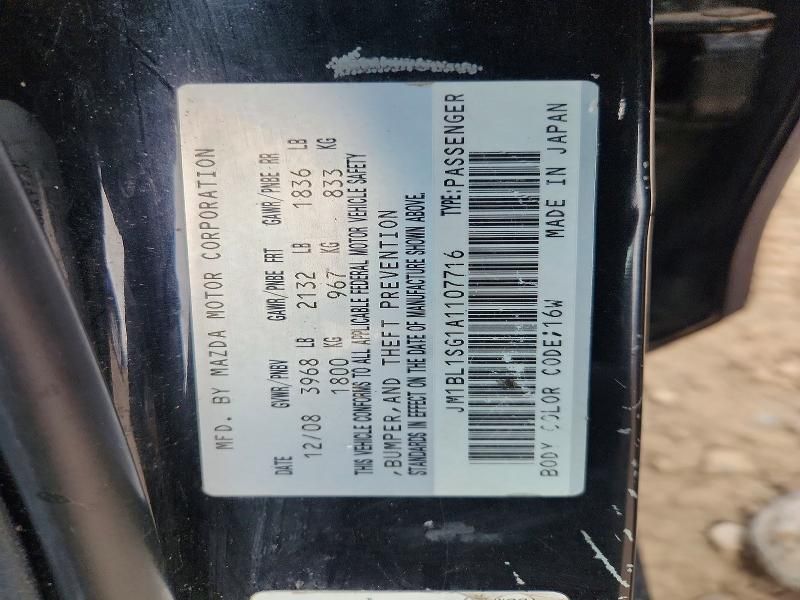 MFD. BY MAZDA MOTOR CORPORATION
DATE GVWR/PNBV GAWR/PNBE FRT GAWR/PNBE RR
12/08 3968 LB 2132 LB 1836 LB
1800 KG 967 KG 833 KG
THIS VEHICLE CONFORMS TO ALL APPLICABLE FEDERAL MOTOR VEHICLE SAFETY
,BUMPER,AND THEFT PREVENTION
STANDARDS IN EFFECT ON THE DATE OF MANUFACTURE SHOWN ABOVE.
JM1BL1SG1A1107716 TYPE:PASSENGER
BODY COLOR CODE;16W MADE IN JAPAN